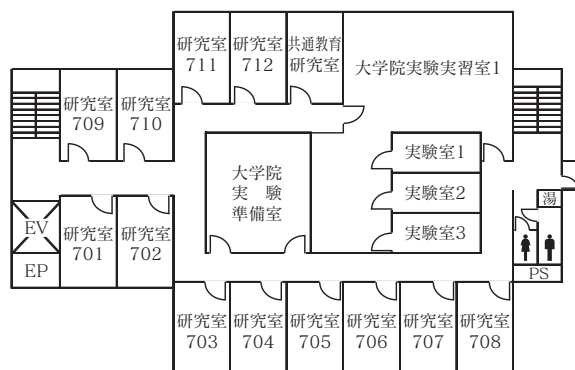 研究室
711
研究室
712
共通教育
研究室
大学院実験実習室1
研究室
709
研究室
710
大学院
実　験
準備室
実験室1
実験室2
実験室3
湯
EV
EP
研究室
701
研究室
702
PS
研究室
703
研究室
704
研究室
705
研究室
706
研究室
707
研究室
708